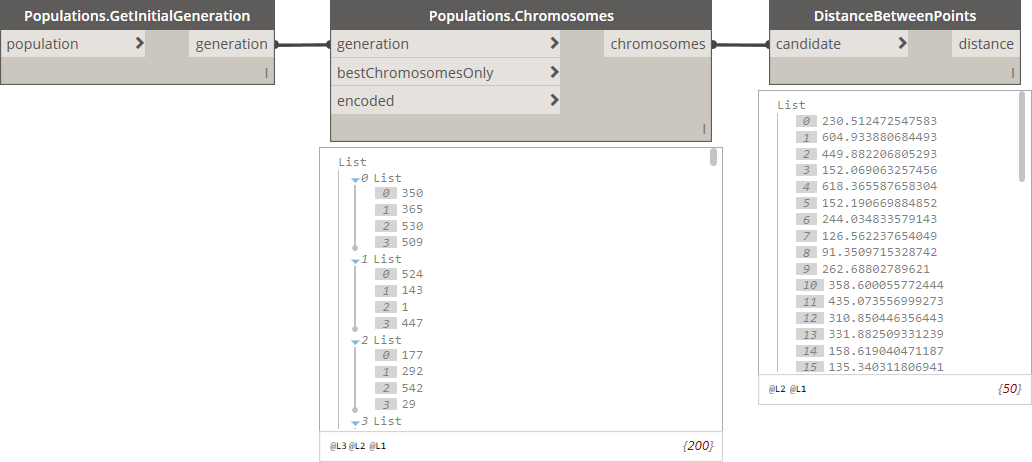 Populations.GetInitialGeneration
population > generation
l
Populations.Chromosomes
generation > chromosomes
bestChromosomesOnly >
encoded >
l
List
0 List
0 350
1 365
2 530
3 509
1 List
0 524
1 143
2 1
3 447
2 List
0 177
1 292
2 542
3 29
3 List
@L3 @L2 @L1 {200}
DistanceBetweenPoints
candidate > distance
l
List
0 230.512472547583
1 604.933880684493
2 449.882206805293
3 152.069063257456
4 618.365587658304
5 152.190669884852
6 244.034833579143
7 126.562237654049
8 91.3509715328742
9 262.68802789621
10 358.600055772444
11 435.073556999273
12 310.850446356443
13 331.882509331239
14 158.619040471187
15 135.340311806941
@L2 @L1 {50}